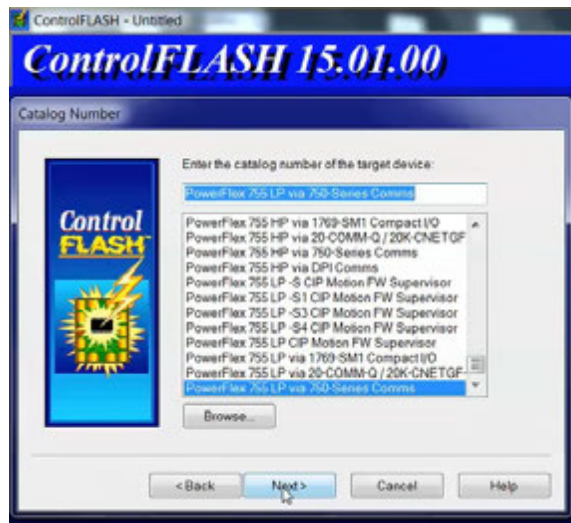 ControlFLASH - Untitled
ControlFLASH 15.01.00
Catalog Number
Enter the catalog number of the target device:
PowerFlex 755 LP via 750-Series Comms
Control
FLASH
PowerFlex 755 HP via 1769-SM1 Compact I/O
PowerFlex 755 HP via 20-COMM-Q / 20K-CNETGF
PowerFlex 755 HP via 750-Series Comms
PowerFlex 755 HP via DPI Comms
PowerFlex 755 LP -S CIP Motion FW Supervisor
PowerFlex 755 LP -S1 CIP Motion FW Supervisor
PowerFlex 755 LP -S3 CIP Motion FW Supervisor
PowerFlex 755 LP -S4 CIP Motion FW Supervisor
PowerFlex 755 LP CIP Motion FW Supervisor
PowerFlex 755 LP via 1769-SM1 Compact I/O
PowerFlex 755 LP via 20-COMM-Q / 20K-CNETGF-
PowerFlex 755 LP via 750-Series Comms
Browse...
< Back
Next >
Cancel
Help